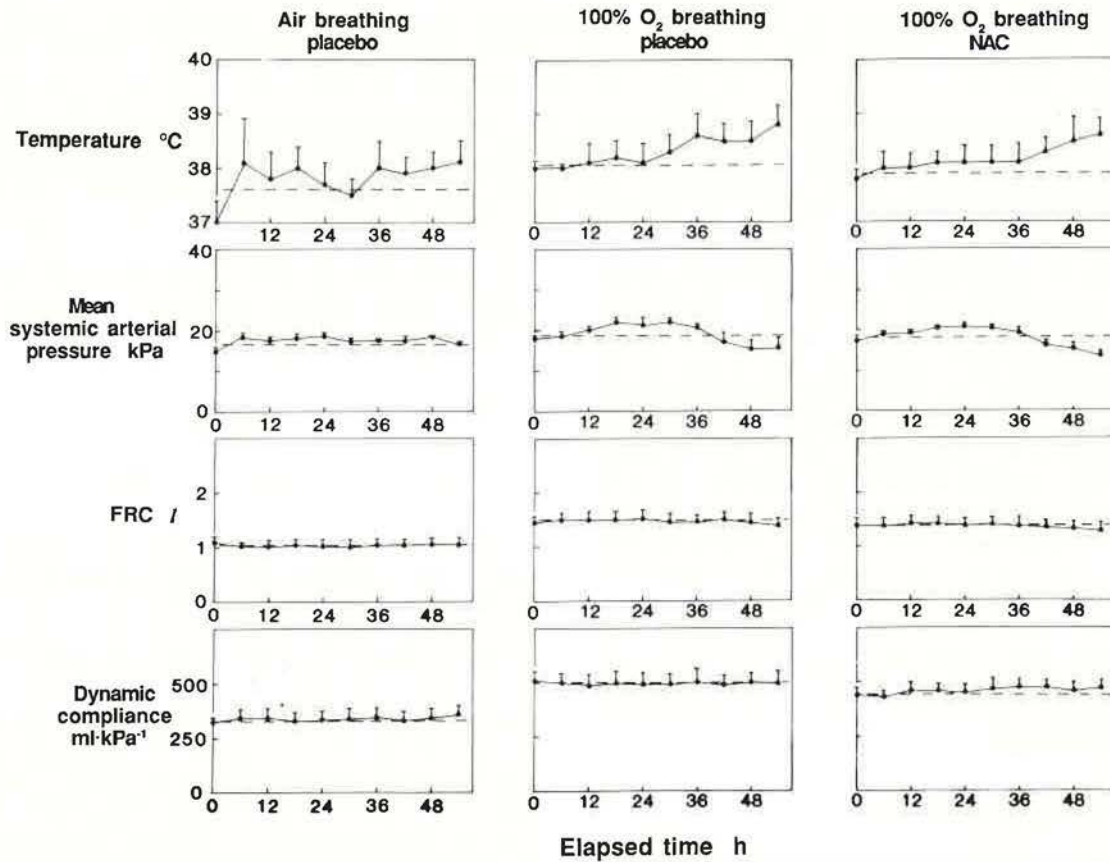 Air breathing
placebo
100% O₂ breathing
placebo
100% O₂ breathing
NAC
Temperature °C
40
39
38
37
12 24 36 48
0 12 24 36 48
0 12 24 36 48
Mean
systemic arterial
pressure kPa
40
20
0
0 12 24 36 48
0 12 24 36 48
0 12 24 36 48
FRC l
2
1
0
0 12 24 36 48
0 12 24 36 48
0 12 24 36 48
Dynamic
compliance
ml·kPa⁻¹
500
250
0
0 12 24 36 48
0 12 24 36 48
0 12 24 36 48
Elapsed time h